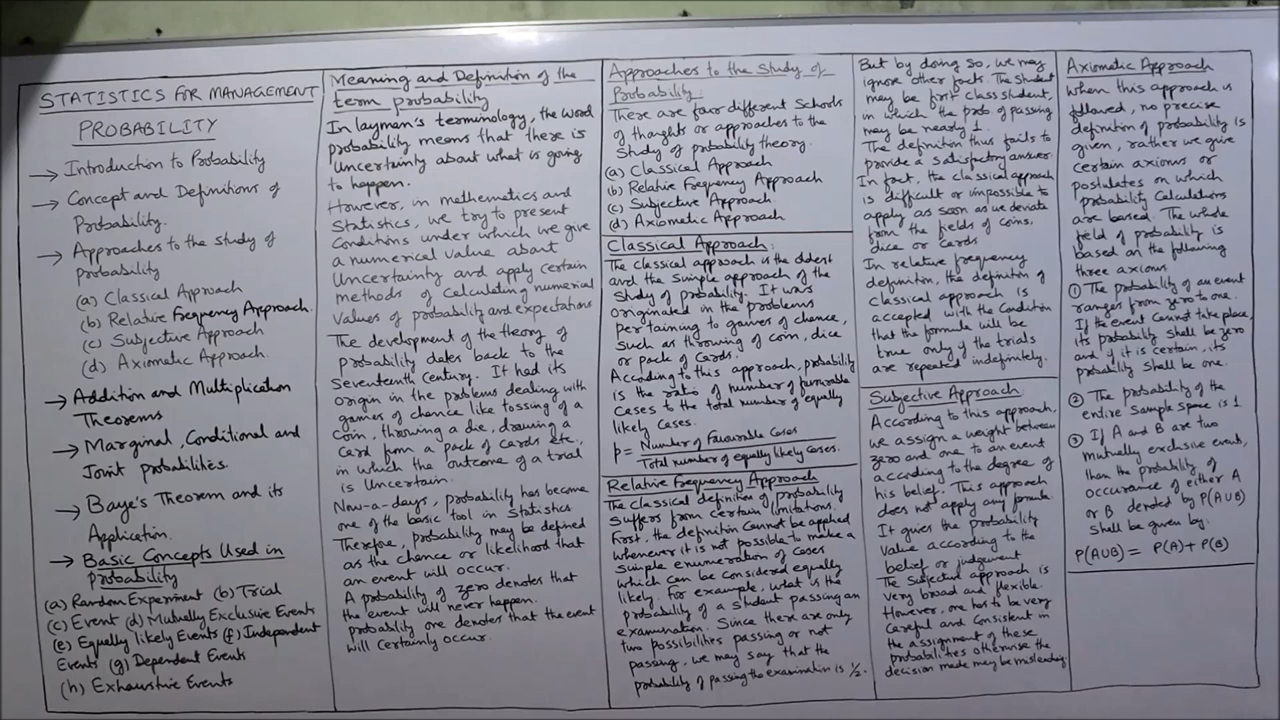 STATISTICS FOR MANAGEMENT
PROBABILITY
→ Introduction to Probability
→ Concept and Definitions of
Probability.
→ Approaches to the study of
probability
(a) Classical Approach
(b) Relative Frequency Approach.
(c) Subjective Approach
(d) Axiomatic Approach.
→ Addition and Multiplication
Theorems
→ Marginal, Conditional and
Joint probabilities.
→ Baye's Theorem and its
Application.
→ Basic Concepts Used in
probability
(a) Random Experiment (b) Trial
(c) Event (d) Mutually Exclusive Events
(e) Equally likely Events (f) Independent
Events (g) Dependent Events
(h) Exhaustive Events
Meaning and Definition of the
term probability
In layman's terminology, the word
probability means that there is
Uncertainty about what is going
to happen.
However, in mathematics and
Statistics, we try to present
Conditions under which we give
a numerical value about
Uncertainty and apply certain
methods of Calculating numerical
Values of probability and expectations
The development of the theory of
probability dates back to the
Seventeenth Century. It had its
origin in the problems dealing with
games of chance like tossing of a
Coin, throwing a die, drawing a
Card from a pack of cards etc.,
in which the outcome of a trial
is Uncertain.
Now-a-days, probability has become
one of the basic tool in Statistics
Therefore, probability may be defined
as the chance or likelihood that
an event will occur.
A probability of zero denotes that
the event will never happen.
probability one denotes that the event
will Certainly occur.
Approaches to the Study of
Probability.
There are four different Schools
of thoughts or approaches to the
Study of probability theory.
(a) Classical Approach
(b) Relative Frequency Approach
(c) Subjective Approach.
(d) Axiomatic Approach
Classical Approach:
The classical approach is the oldest
and the Simple approach of the
Study of probability. It was
originated in the problems
pertaining to games of chance,
Such as throwing of coin, dice
or pack of Cards.
According to this approach, probability
is the ratio of number of favourable
Cases to the total number of equally
likely Cases.
p = Number of Favourable Cases
Total number of equally likely Cases.
Relative Frequency Approach
The Classical definition of probability
Suffers from Certain limitations.
First, the definition Cannot be applied
whenever it is not possible to make a
Simple enumeration of Cases
which can be Considered equally
likely. For example, what is the
probability of a Student passing an
examination. Since there are only
two possibilities passing or not
passing, we may say that the
probability of passing the examination is 1/2.
But by doing so, we may
ignore other facts. The Student
may be first class student,
in which the prob of passing
may be nearly 1.
The definition thus fails to
provide a Satisfactory answer.
In fact, the classical approach
is difficult or impossible to
apply as soon as we deviate
from the fields of coins,
dice or cards
In relative frequency
definition, the definition of
classical approach is
accepted with the Condition
that the formula will be
true only if the trials
are repeated indefinitely.
Subjective Approach
According to this approach,
we assign a weight between
zero and one to an event
according to the degree of
his belief. This approach
does not apply any formula.
It gives the probability
Value according to the
belief or judgement
The Subjective approach is
very broad and flexible.
However, one has to be very
Careful and Consistent in
the assignment of these
probabilities otherwise the
decision made may be misleading
Axiomatic Approach
When this approach is
followed, no precise
definition of probability is
given, rather we give
Certain axioms or
postulates on which
probability Calculations
are based. The whole
field of probability is
based on the following
three axioms
① The probability of an event
ranges from zero to one.
If the event Cannot take place,
its probability Shall be zero
and if it is certain, its
probability Shall be one.
② The probability of the
entire Sample Space is 1
③ If A and B are two
mutually exclusive events,
than the probability of
occurance of either A
or B denoted by P(A∪B)
Shall be given by:
P(A∪B) = P(A) + P(B)